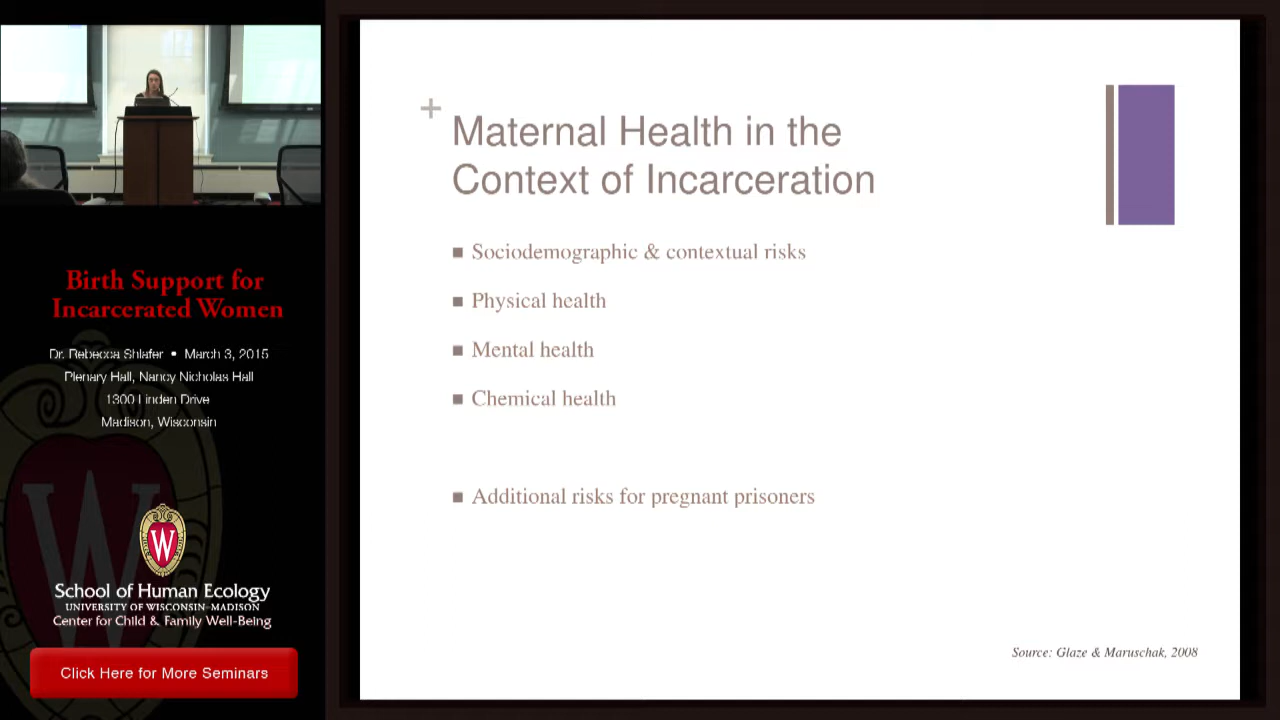 Birth Support for
Incarcerated Women
Dr. Rebecca Shlafer • March 3, 2015
Plenary Hall, Nancy Nicholas Hall
1300 Linden Drive
Madison, Wisconsin
W
School of Human Ecology
UNIVERSITY OF WISCONSIN-MADISON
Center for Child & Family Well-Being
Click Here for More Seminars
+
Maternal Health in the
Context of Incarceration
■ Sociodemographic & contextual risks
■ Physical health
■ Mental health
■ Chemical health
■ Additional risks for pregnant prisoners
Source: Glaze & Maruschak, 2008